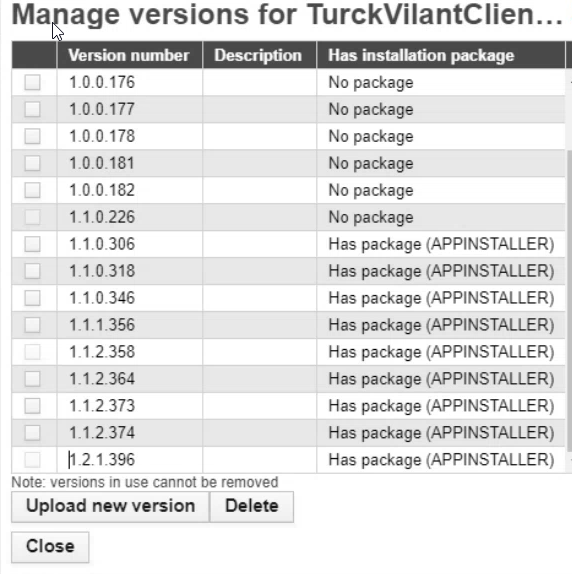 Manage versions for TurckVilantClien...
Version number Description Has installation package
1.0.0.176 No package
1.0.0.177 No package
1.0.0.178 No package
1.0.0.181 No package
1.0.0.182 No package
1.1.0.226 No package
1.1.0.306 Has package (APPINSTALLER)
1.1.0.318 Has package (APPINSTALLER)
1.1.0.346 Has package (APPINSTALLER)
1.1.1.356 Has package (APPINSTALLER)
1.1.2.358 Has package (APPINSTALLER)
1.1.2.364 Has package (APPINSTALLER)
1.1.2.373 Has package (APPINSTALLER)
1.1.2.374 Has package (APPINSTALLER)
1.2.1.396 Has package (APPINSTALLER)
Note: versions in use cannot be removed
Upload new version Delete
Close